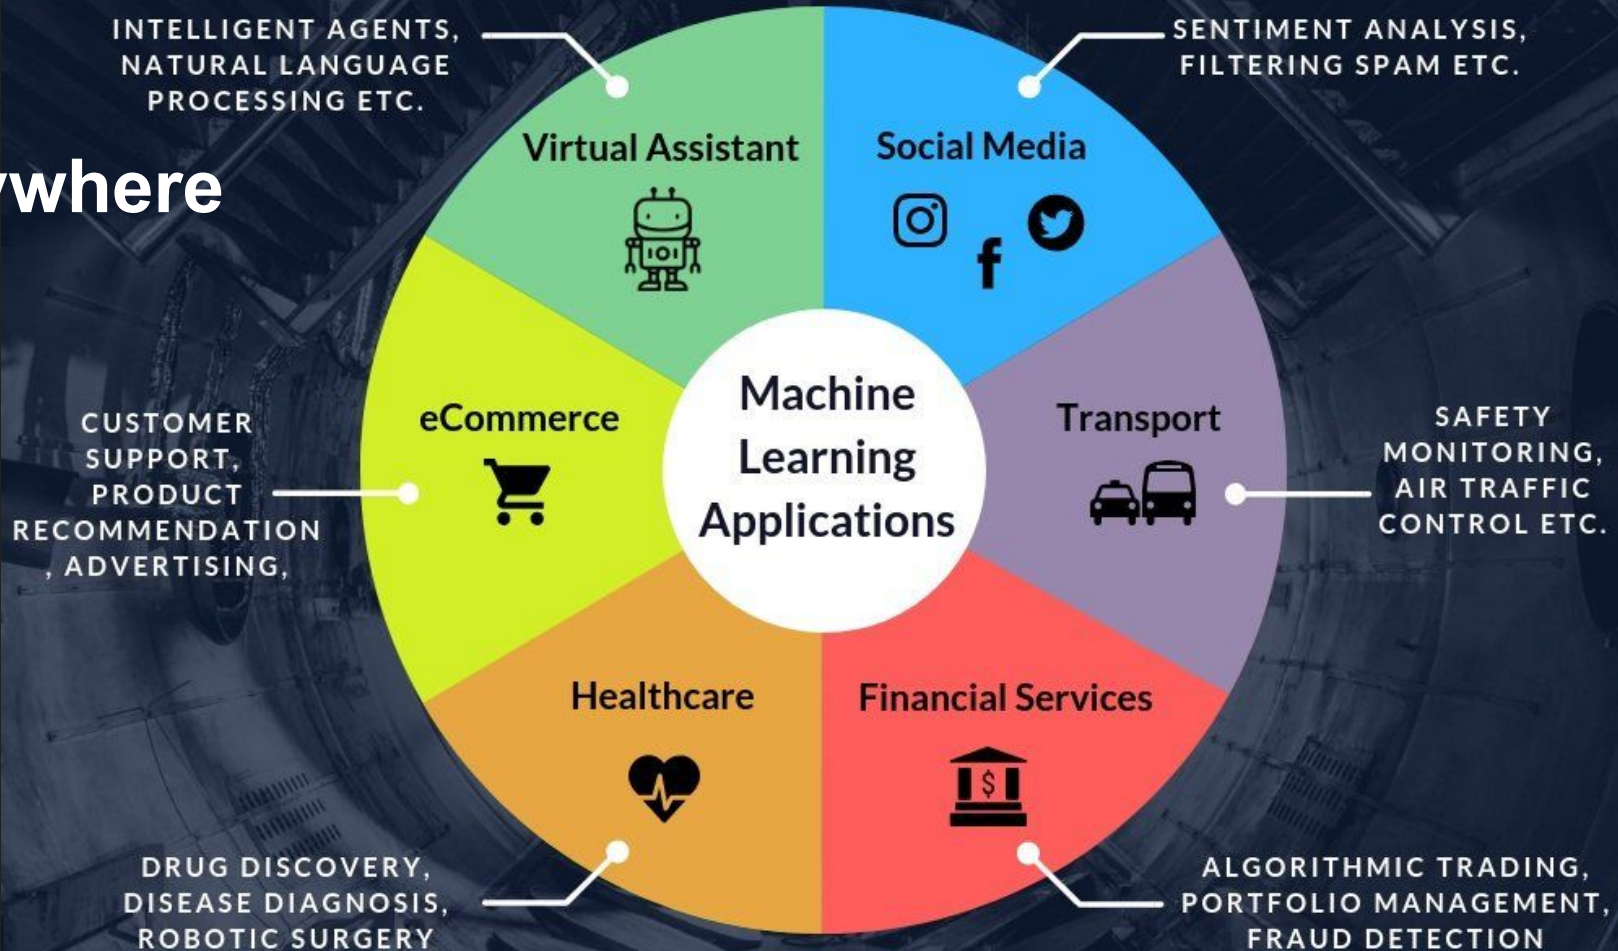 INTELLIGENT AGENTS,
NATURAL LANGUAGE
PROCESSING ETC.
SENTIMENT ANALYSIS,
FILTERING SPAM ETC.
ywhere
Virtual Assistant
Social Media
eCommerce
Machine
Learning
Applications
Transport
CUSTOMER
SUPPORT,
PRODUCT
RECOMMENDATION
, ADVERTISING,
SAFETY
MONITORING,
AIR TRAFFIC
CONTROL ETC.
Healthcare
Financial Services
$
DRUG DISCOVERY,
DISEASE DIAGNOSIS,
ROBOTIC SURGERY
ALGORITHMIC TRADING,
PORTFOLIO MANAGEMENT,
FRAUD DETECTION